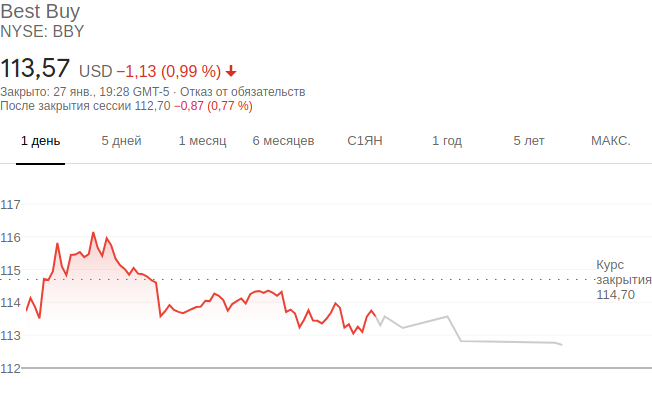 Best Buy
NYSE: BBY
113,57 USD −1,13 (0,99 %)
Закрыто: 27 янв., 19:28 GMT-5 · Отказ от обязательств
После закрытия сессии 112,70 −0,87 (0,77 %)
1 день 5 дней 1 месяц 6 месяцев С1ЯН 1 год 5 лет МАКС.
117
116
115
114
113
112
Курс
закрытия
114,70